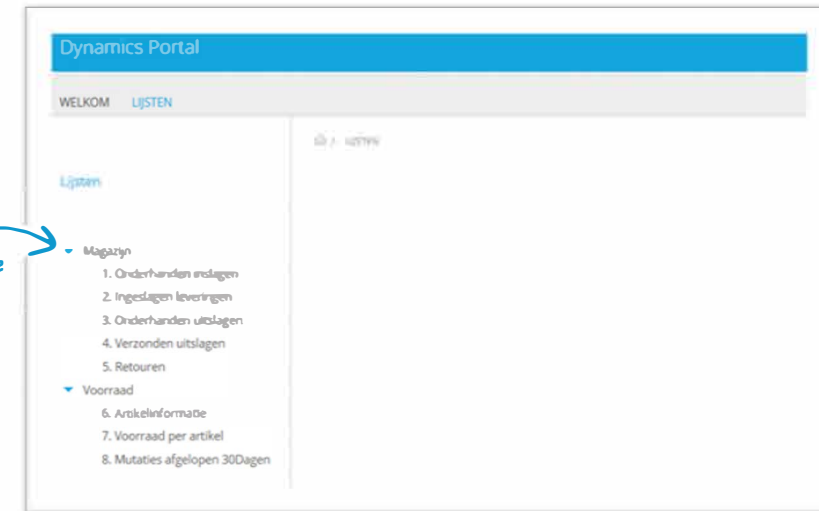 Dynamics Portal
WELKOM LIJSTEN
/ LIJSTEN
Lijsten
Magazijn
1. Onderhanden inslagen
2. Ingeslagen leveringen
3. Onderhanden uitslagen
4. Verzonden uitslagen
5. Retouren
Voorraad
6. Artikelinformatie
7. Voorraad per artikel
8. Mutaties afgelopen 30Dagen